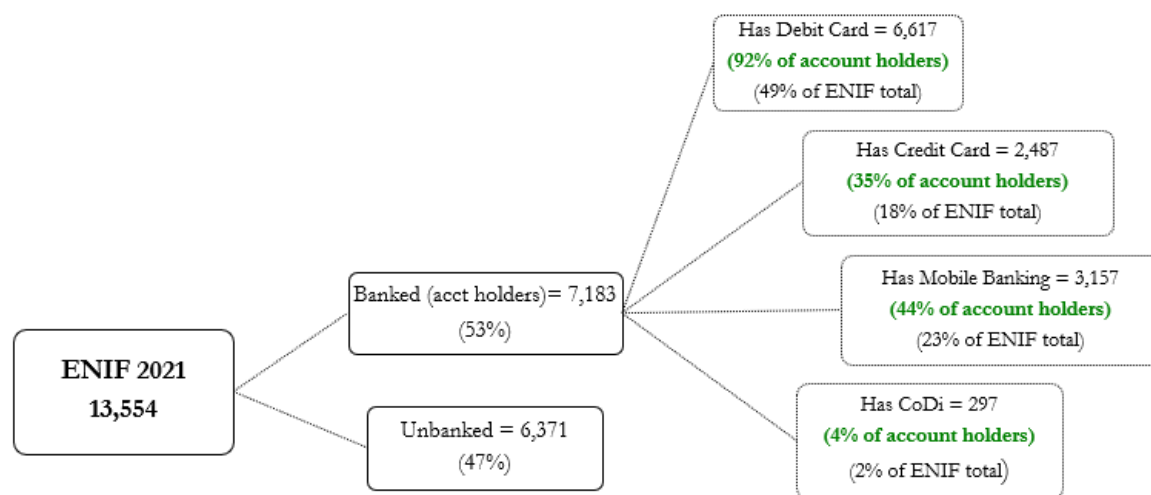 Has Debit Card = 6,617
(92% of account holders)
(49% of ENIF total)
Has Credit Card = 2,487
(35% of account holders)
(18% of ENIF total)
Has Mobile Banking = 3,157
(44% of account holders)
(23% of ENIF total)
Banked (acct holders)= 7,183
(53%)
ENIF 2021
13,554
Unbanked = 6,371
(47%)
Has CoDi = 297
(4% of account holders)
(2% of ENIF total)